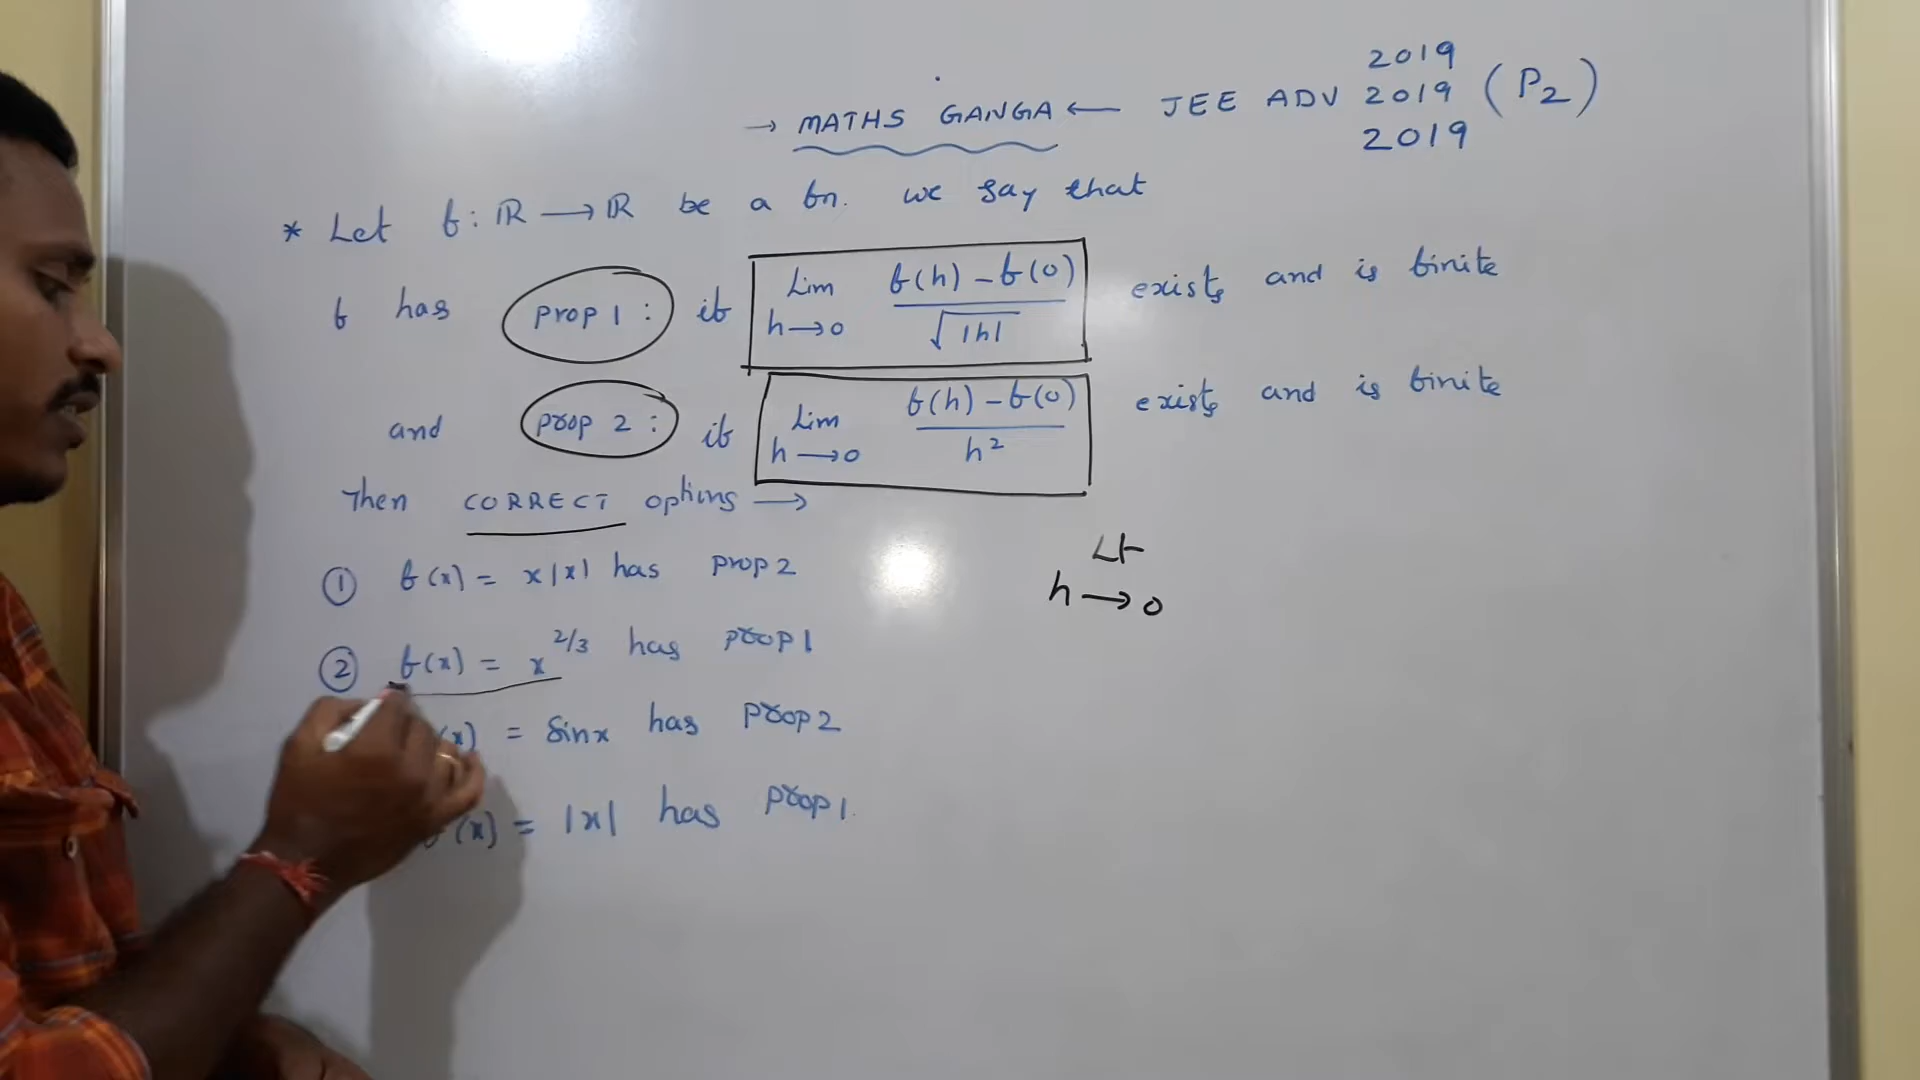 2019
→ MATHS GANGA ← JEE ADV 2019 (P₂)
2019
* Let f: ℝ → ℝ be a fn. we say that
f has prop 1: if Lim h→0 f(h) – f(0) / √|h| exists and is finite
and prop 2: if Lim h→0 f(h) – f(0) / h² exists and is finite
Then CORRECT options →
① f(x) = x|x| has prop 2
Lt
h → 0
② f(x) = x^2/3 has prop 1
(x) = Sinx has prop 2
f(x) = |x| has prop 1.